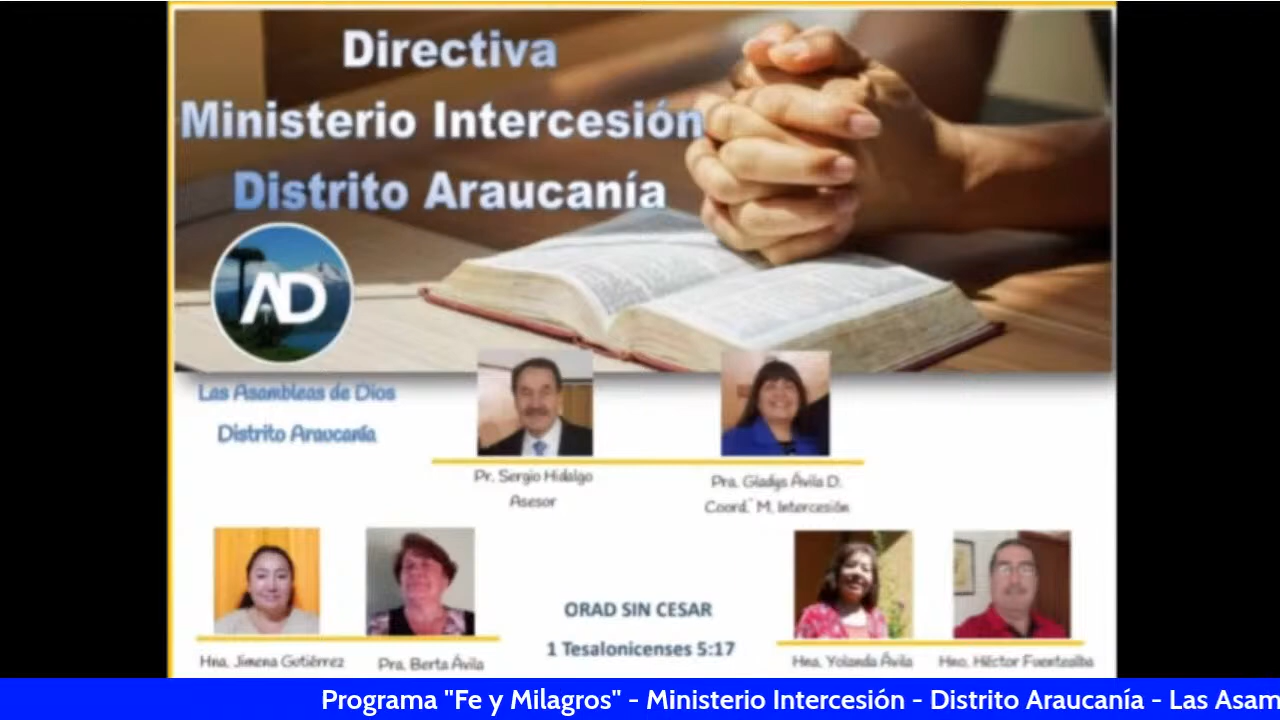 Directiva
Ministerio Intercesión
Distrito Araucanía
AD
Las Asambleas de Dios
Distrito Araucanía
Pr. Sergio Hidalgo
Asesor
Pra. Gladys Ávila D.
Coord.¨ M. Intercesión
ORAD SIN CESAR
1 Tesalonicenses 5:17
Hna. Jimena Gutiérrez
Pra. Berta Ávila
Hna. Yolanda Ávila
Hno. Héctor Fuentealba
Programa "Fe y Milagros" - Ministerio Intercesión - Distrito Araucanía - Las Asam